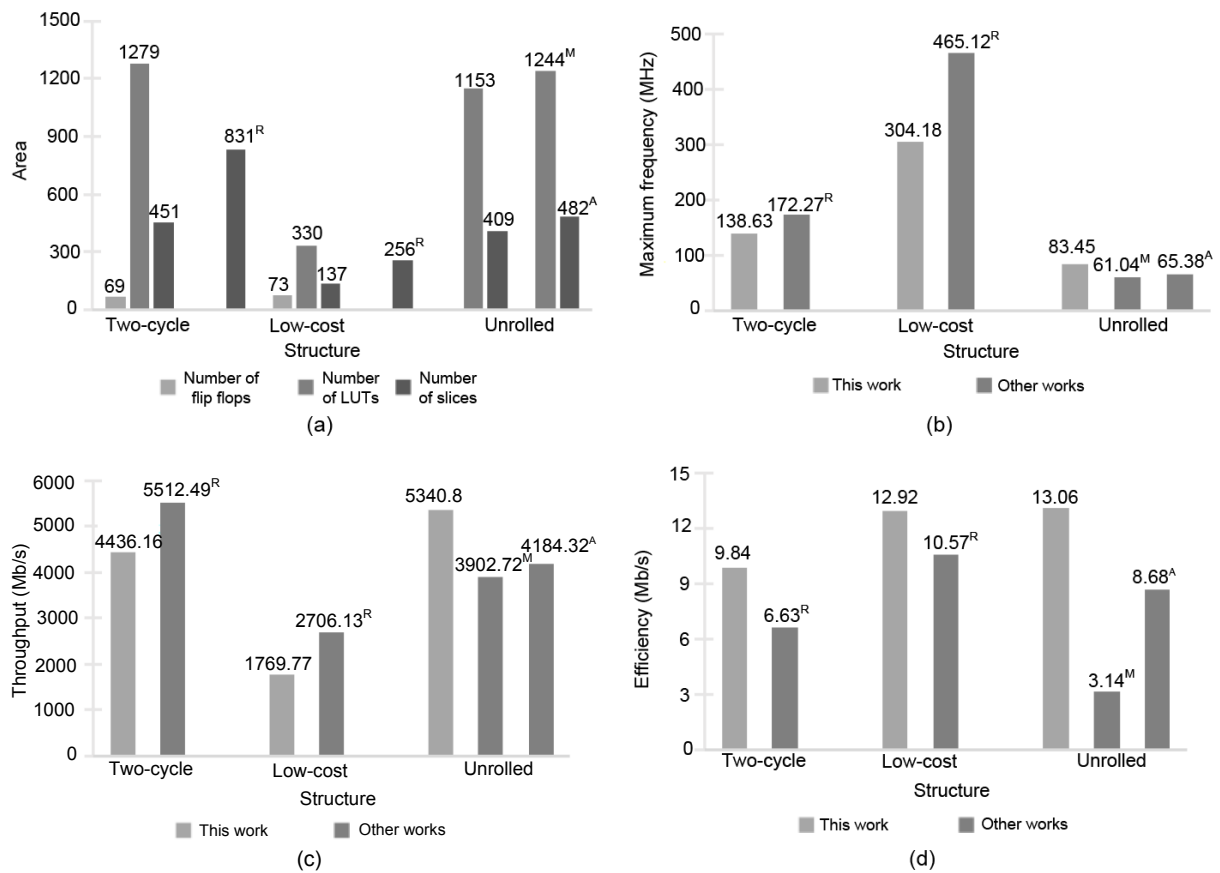 1500
1200
900
600
300
0
Area
1279
1244M
1153
831R
451
409
482A
330
256R
137
69
73
Two-cycle
Low-cost
Unrolled
Structure
Number of flip flops
Number of LUTs
Number of slices
(a)
500
400
300
200
100
0
Maximum frequency (MHz)
465.12R
304.18
172.27R
138.63
83.45
61.04M
65.38A
Two-cycle
Low-cost
Unrolled
Structure
This work
Other works
(b)
6000
5000
4000
3000
2000
1000
0
Throughput (Mb/s)
5512.49R
4436.16
5340.8
3902.72M
4184.32A
2706.13R
1769.77
Two-cycle
Low-cost
Unrolled
Structure
This work
Other works
(c)
15
12
9
6
3
0
Efficiency (Mb/s)
12.92
13.06
10.57R
9.84
8.68A
6.63R
3.14M
Two-cycle
Low-cost
Unrolled
Structure
This work
Other works
(d)